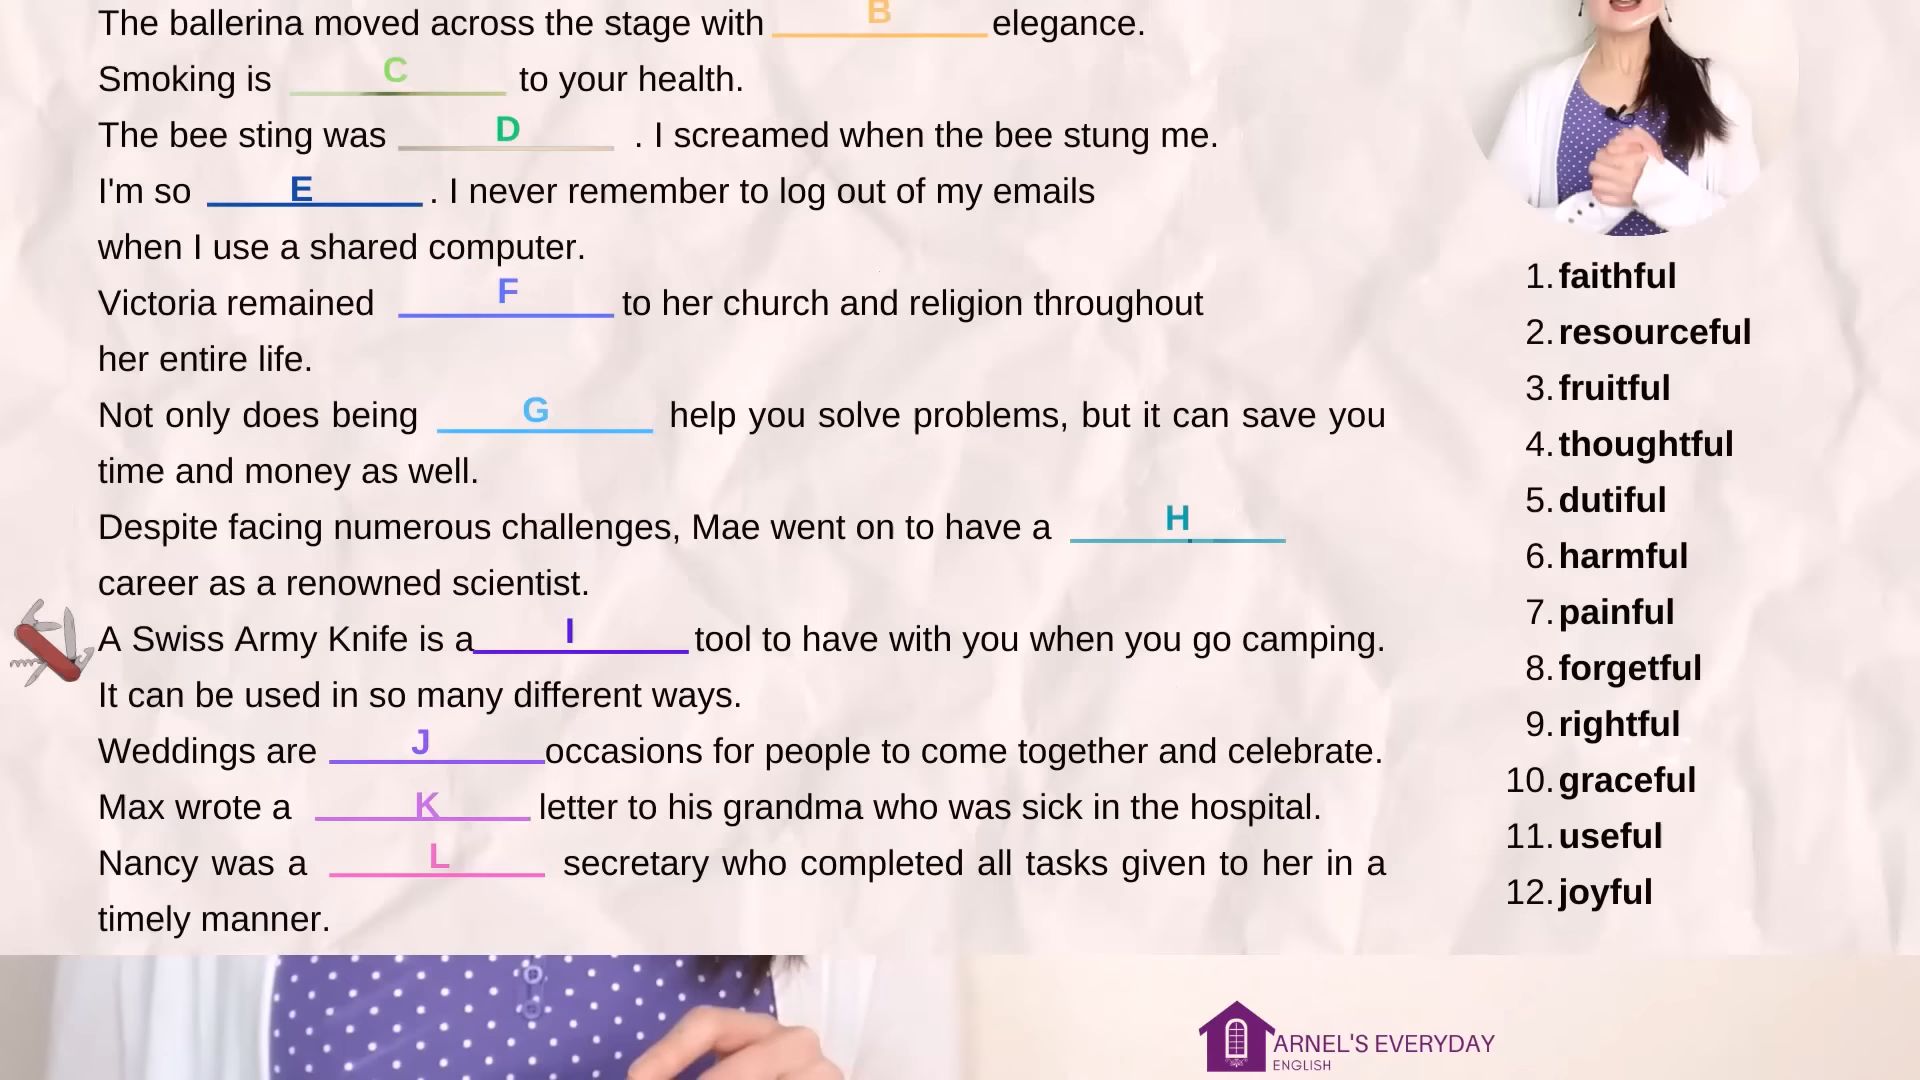 The ballerina moved across the stage with B elegance.
Smoking is C to your health.
The bee sting was D . I screamed when the bee stung me.
I'm so E . I never remember to log out of my emails
when I use a shared computer.
Victoria remained F to her church and religion throughout
her entire life.
Not only does being G help you solve problems, but it can save you
time and money as well.
Despite facing numerous challenges, Mae went on to have a H
career as a renowned scientist.
A Swiss Army Knife is a I tool to have with you when you go camping.
It can be used in so many different ways.
Weddings are J occasions for people to come together and celebrate.
Max wrote a K letter to his grandma who was sick in the hospital.
Nancy was a L secretary who completed all tasks given to her in a
timely manner.
1. faithful
2. resourceful
3. fruitful
4. thoughtful
5. dutiful
6. harmful
7. painful
8. forgetful
9. rightful
10. graceful
11. useful
12. joyful
ARNEL'S EVERYDAY
ENGLISH